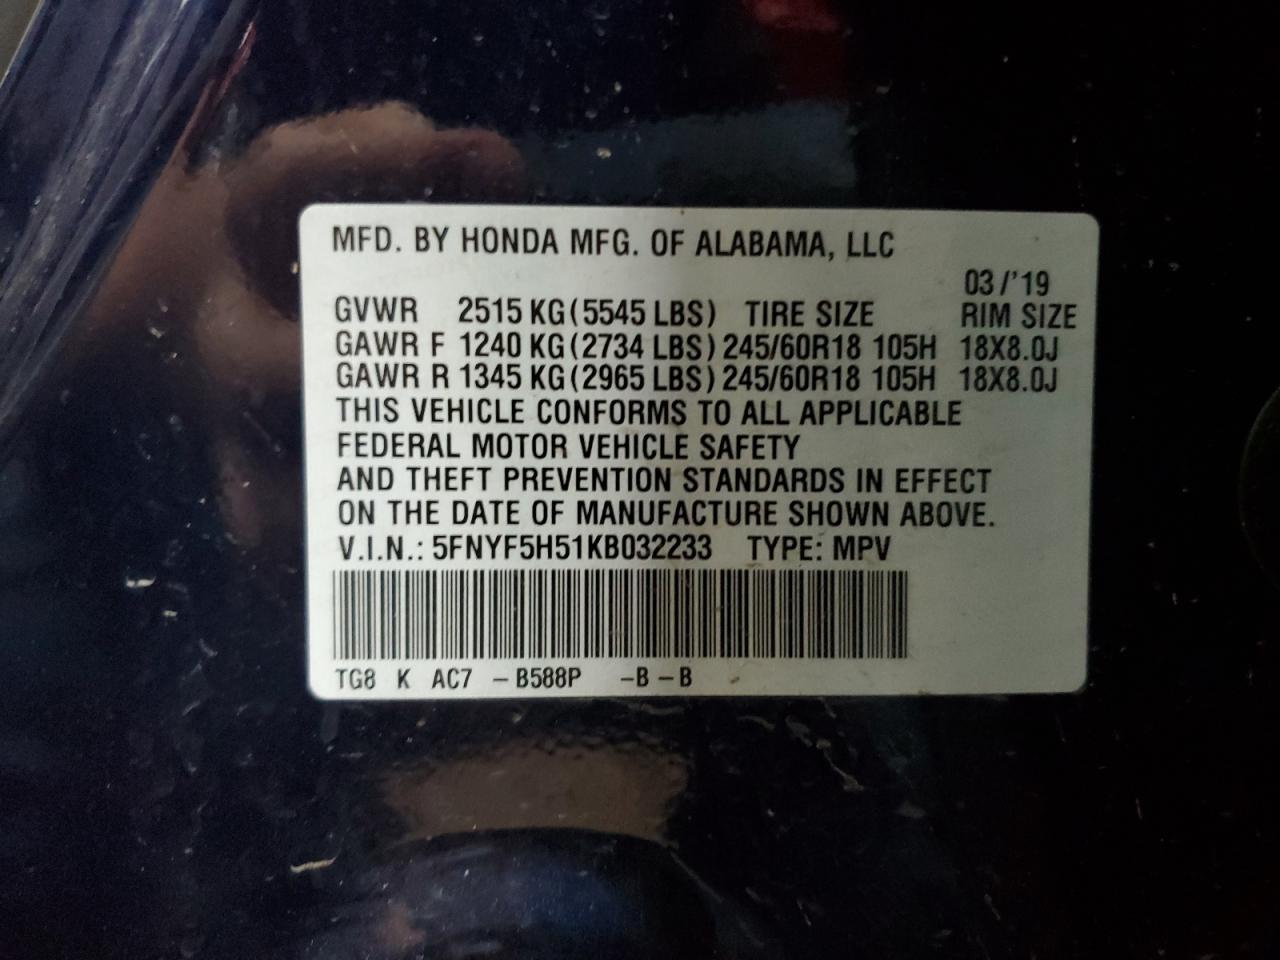 MFD. BY HONDA MFG. OF ALABAMA, LLC
03/'19
GVWR 2515 KG(5545 LBS) TIRE SIZE RIM SIZE
GAWR F 1240 KG(2734 LBS) 245/60R18 105H 18X8.0J
GAWR R 1345 KG(2965 LBS) 245/60R18 105H 18X8.0J
THIS VEHICLE CONFORMS TO ALL APPLICABLE
FEDERAL MOTOR VEHICLE SAFETY
AND THEFT PREVENTION STANDARDS IN EFFECT
ON THE DATE OF MANUFACTURE SHOWN ABOVE.
V.I.N.: 5FNYF5H51KB032233 TYPE: MPV
TG8 K AC7 -B588P -B-B